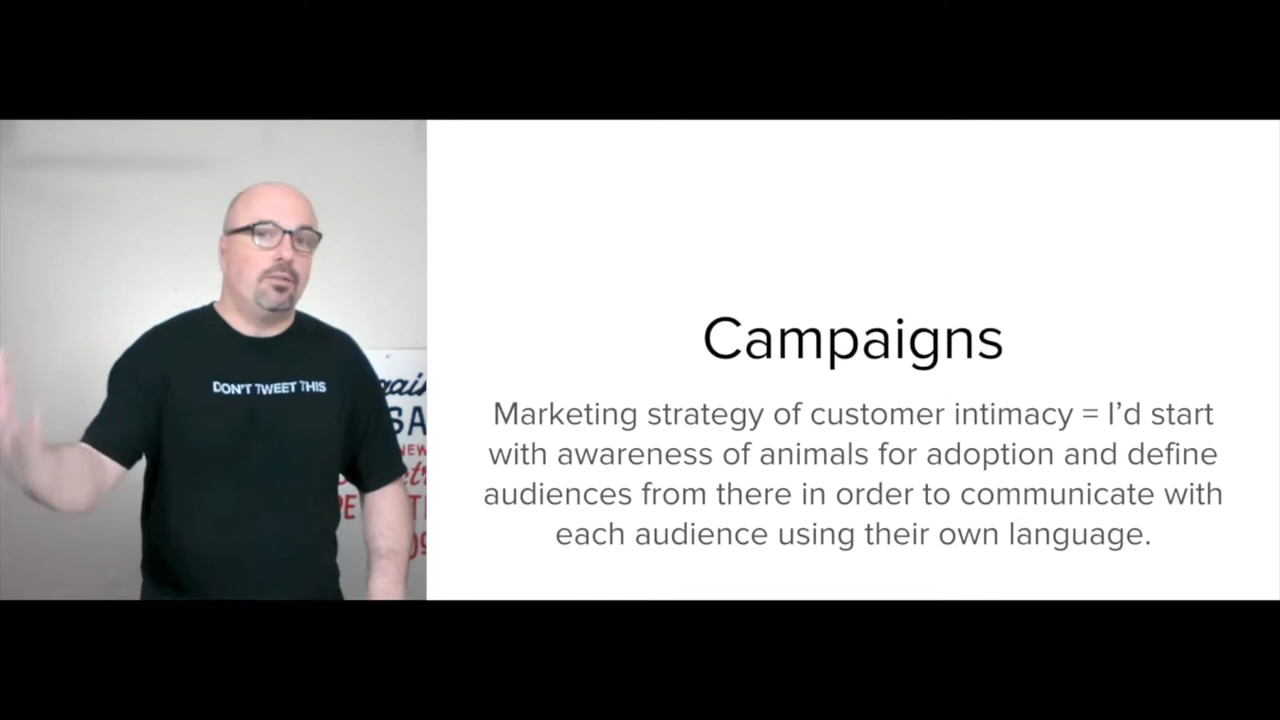 DON'T TWEET THIS
SA
Campaigns
Marketing strategy of customer intimacy = I’d start
with awareness of animals for adoption and define
audiences from there in order to communicate with
each audience using their own language.